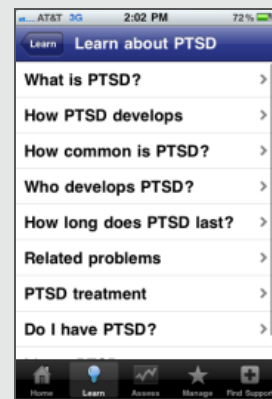 AT&T 3G 2:02 PM 72%
Learn Learn about PTSD
What is PTSD?
How PTSD develops
How common is PTSD?
Who develops PTSD?
How long does PTSD last?
Related problems
PTSD treatment
Do I have PTSD?
Home Learn Assess Manage Find Support